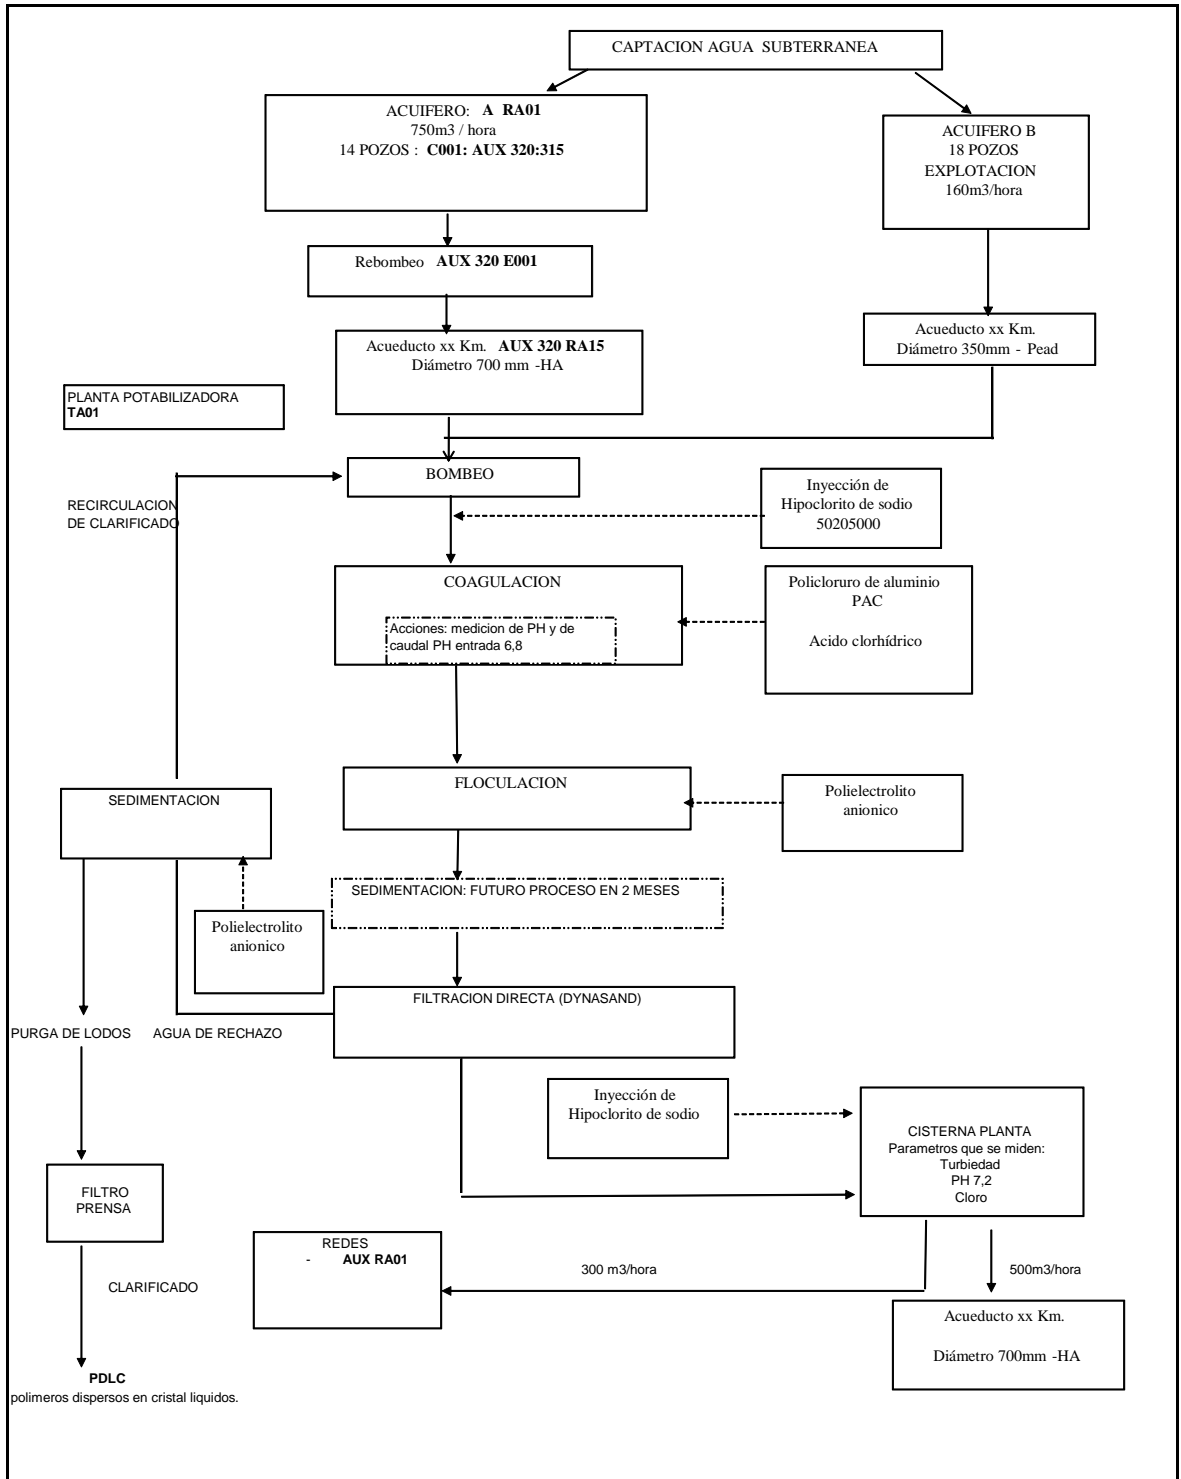 CAPTACION AGUA  SUBTERRANEA
ACUIFERO:  A  RA01
750m3 / hora
14 POZOS :  C001: AUX 320:315
ACUIFERO B
18 POZOS
EXPLOTACION
160m3/hora
Rebombeo  AUX 320 E001
Acueducto xx Km.  AUX 320 RA15
Diámetro 700 mm -HA
Acueducto xx Km.
Diámetro 350mm - Pead
PLANTA POTABILIZADORA
TA01
BOMBEO
RECIRCULACION
DE CLARIFICADO
Inyección de
Hipoclorito de sodio
50205000
COAGULACION
Acciones: medicion de PH y de
caudal PH entrada 6,8
Policloruro de aluminio
PAC
Acido clorhídrico
FLOCULACION
Polielectrolito
anionico
SEDIMENTACION
SEDIMENTACION: FUTURO PROCESO EN 2 MESES
Polielectrolito
anionico
FILTRACION DIRECTA (DYNASAND)
PURGA DE LODOS
AGUA DE RECHAZO
Inyección de
Hipoclorito de sodio
CISTERNA PLANTA
Parametros que se miden:
Turbiedad
PH 7,2
Cloro
FILTRO
PRENSA
REDES
-     AUX RA01
300 m3/hora
500m3/hora
CLARIFICADO
Acueducto xx Km.
Diámetro 700mm -HA
PDLC
polimeros dispersos en cristal liquidos.